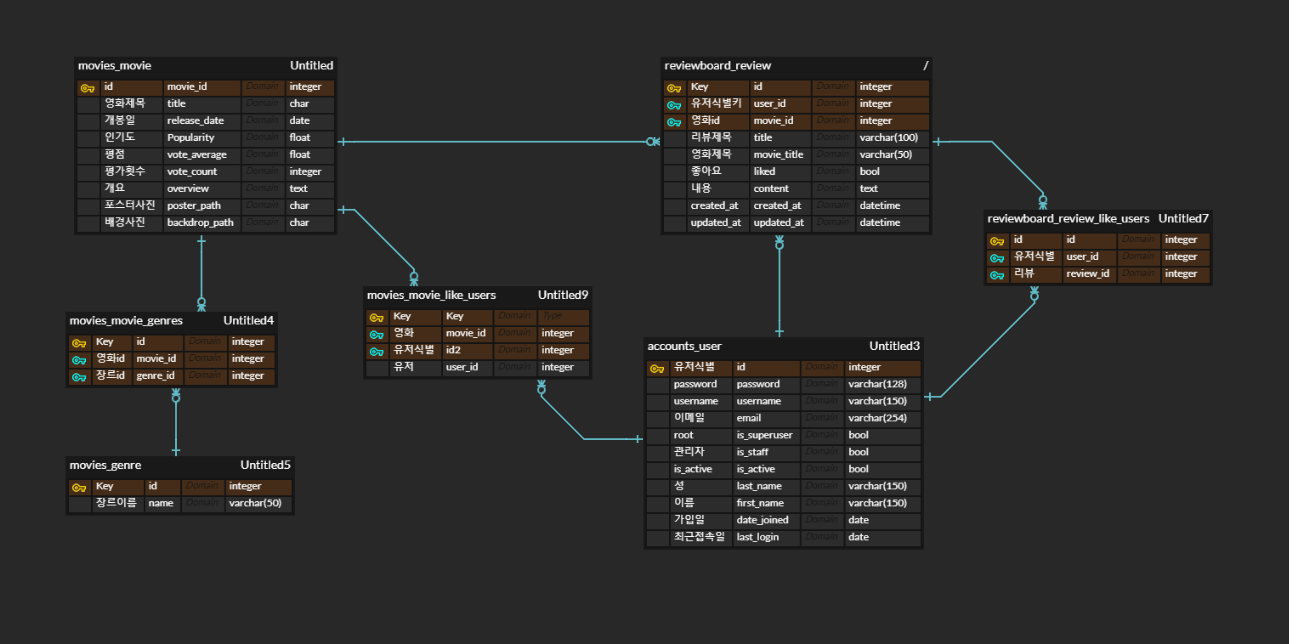 movies_movie Untitled
id movie_id Domain integer
영화제목 title Domain char
개봉일 release_date Domain date
인기도 Popularity Domain float
평점 vote_average Domain float
평가횟수 vote_count Domain integer
개요 overview Domain text
포스터사진 poster_path Domain char
배경사진 backdrop_path Domain char
reviewboard_review /
Key id Domain integer
유저식별키 user_id Domain integer
영화id movie_id Domain integer
리뷰제목 title Domain varchar(100)
영화제목 movie_title Domain varchar(50)
좋아요 liked Domain bool
내용 content Domain text
created_at created_at Domain datetime
updated_at updated_at Domain datetime
reviewboard_review_like_users Untitled7
id id Domain integer
유저식별 user_id Domain integer
리뷰 review_id Domain integer
movies_movie_like_users Untitled9
Key Key Domain Type
영화 movie_id Domain integer
유저식별 id2 Domain integer
유저 user_id Domain integer
movies_movie_genres Untitled4
Key id Domain integer
영화id movie_id Domain integer
장르id genre_id Domain integer
accounts_user Untitled3
유저식별 id Domain integer
password password Domain varchar(128)
username username Domain varchar(150)
이메일 email Domain varchar(254)
root is_superuser Domain bool
관리자 is_staff Domain bool
is_active is_active Domain bool
성 last_name Domain varchar(150)
이름 first_name Domain varchar(150)
가입일 date_joined Domain date
최근접속일 last_login Domain date
movies_genre Untitled5
Key id Domain integer
장르이름 name Domain varchar(50)